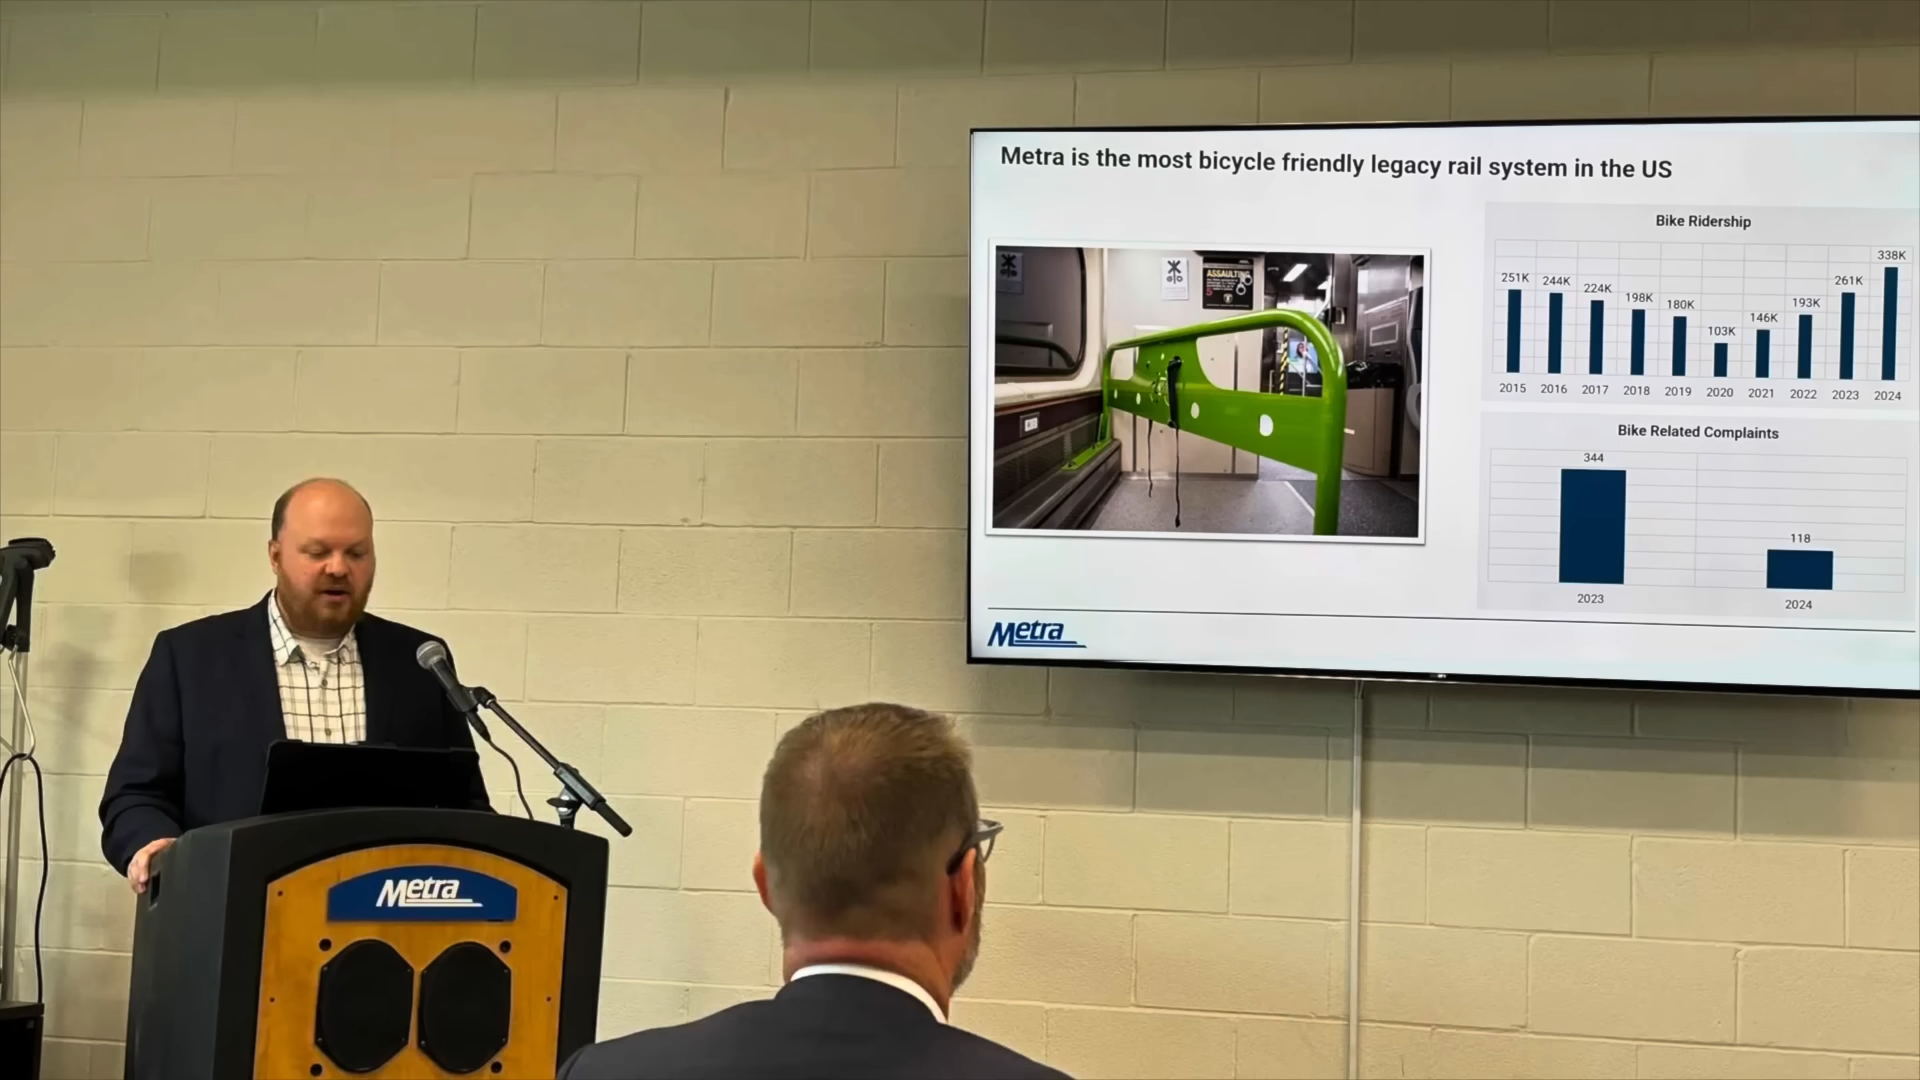 Metra is the most bicycle friendly legacy rail system in the US
ASSAULTING
Bike Ridership
251K 244K 224K 198K 180K 103K 146K 193K 261K 338K
2015 2016 2017 2018 2019 2020 2021 2022 2023 2024
Bike Related Complaints
344 118
2023 2024
Metra
Metra